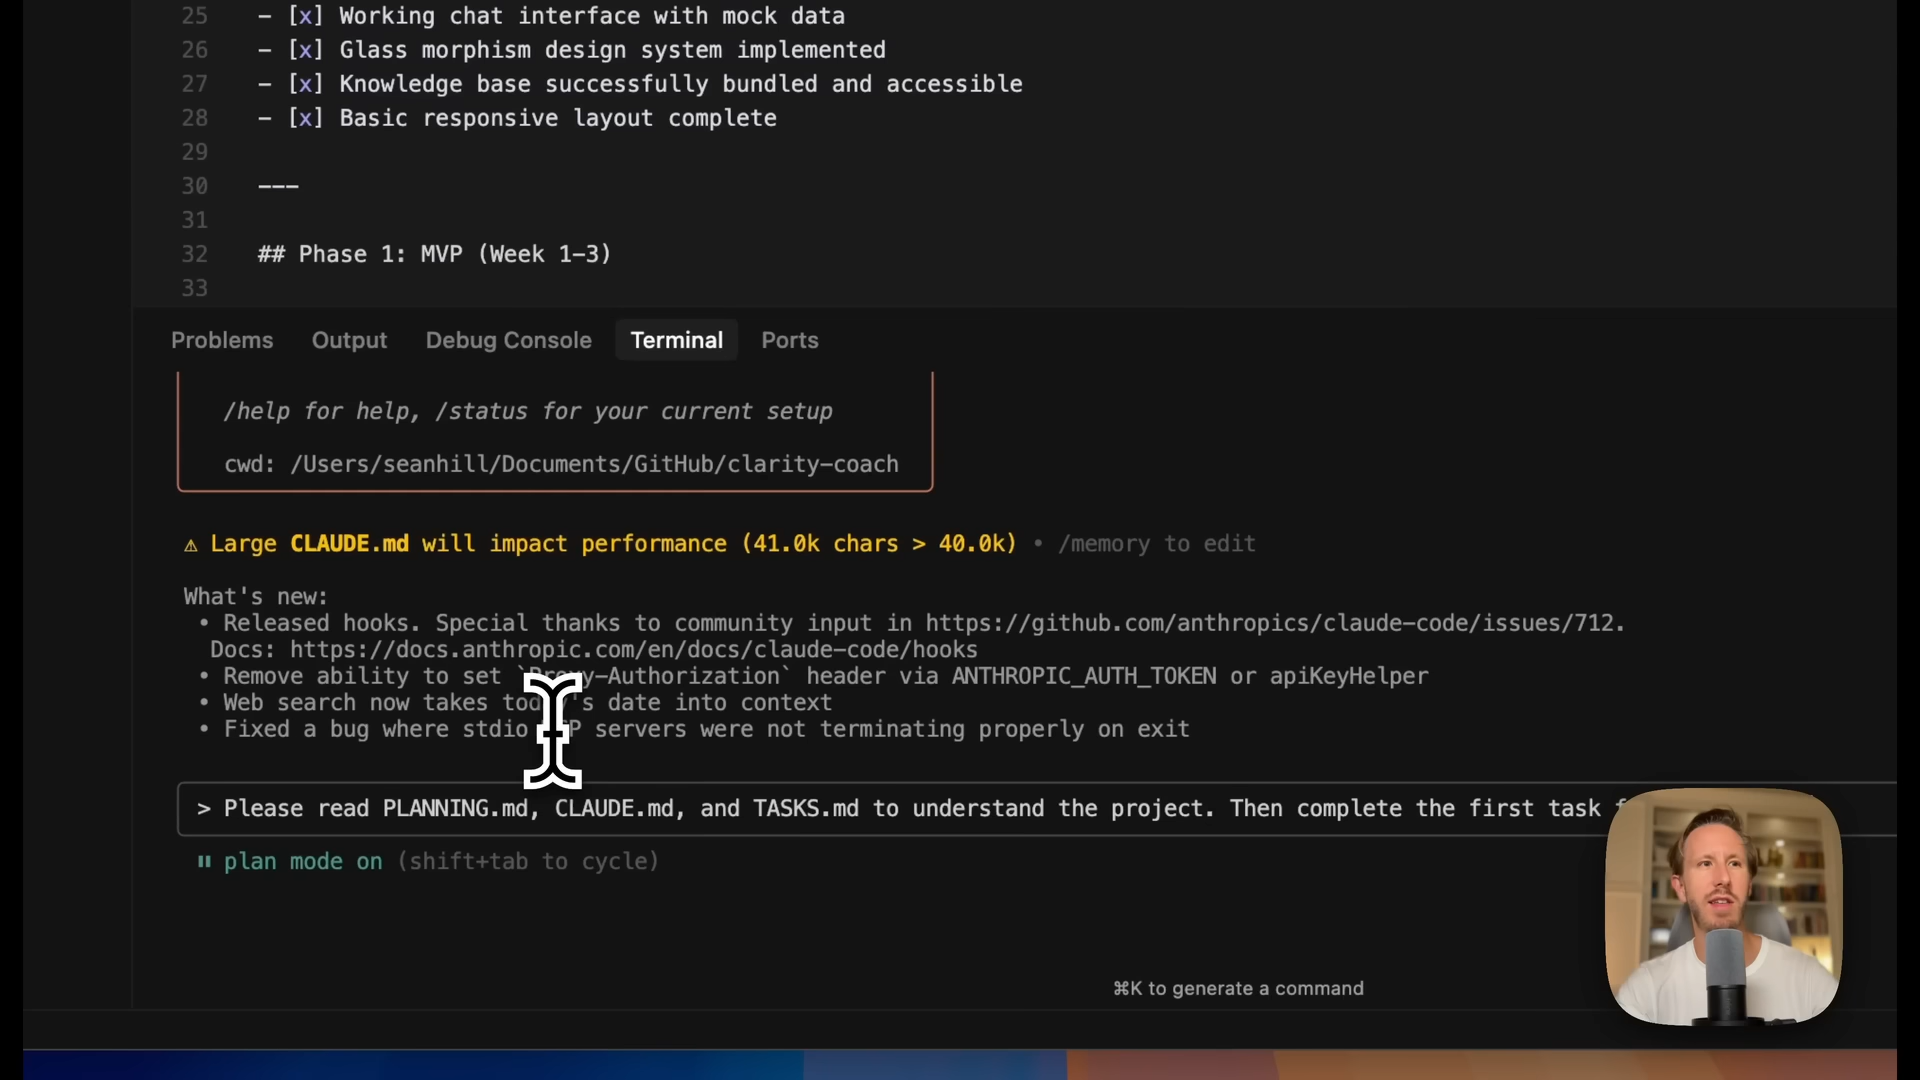 25 - [x] Working chat interface with mock data
26 - [x] Glass morphism design system implemented
27 - [x] Knowledge base successfully bundled and accessible
28 - [x] Basic responsive layout complete
29
30 ---
31
32 ## Phase 1: MVP (Week 1-3)
33
Problems Output Debug Console Terminal Ports
/help for help, /status for your current setup
cwd: /Users/seanhill/Documents/GitHub/clarity-coach
⚠ Large CLAUDE.md will impact performance (41.0k chars > 40.0k) • /memory to edit
What's new:
• Released hooks. Special thanks to community input in https://github.com/anthropics/claude-code/issues/712.
Docs: https://docs.anthropic.com/en/docs/claude-code/hooks
• Remove ability to set `Proxy-Authorization` header via ANTHROPIC_AUTH_TOKEN or apiKeyHelper
• Web search now takes today's date into context
• Fixed a bug where stdio MCP servers were not terminating properly on exit
> Please read PLANNING.md, CLAUDE.md, and TASKS.md to understand the project. Then complete the first task
⏸ plan mode on (shift+tab to cycle)
⌘K to generate a command